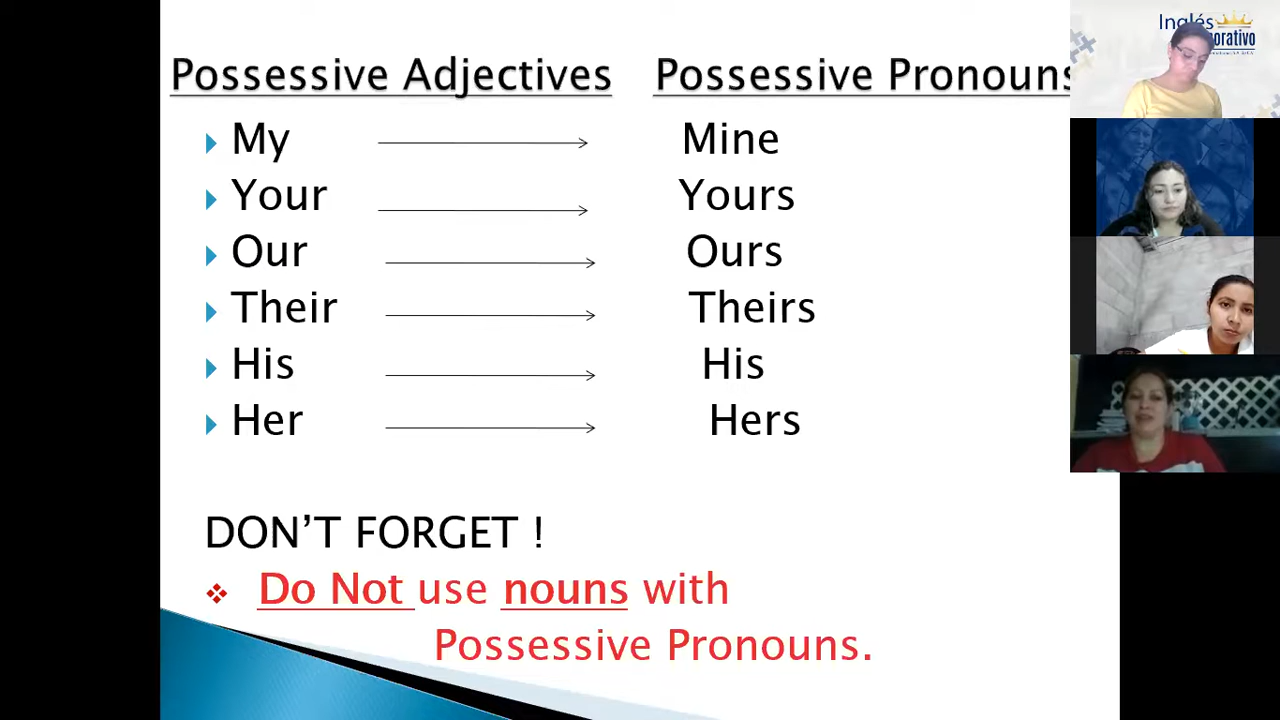 Possessive Adjectives Possessive Pronouns
My Mine
Your Yours
Our Ours
Their Theirs
His His
Her Hers
DON'T FORGET !
Do Not use nouns with
Possessive Pronouns.
Inglés